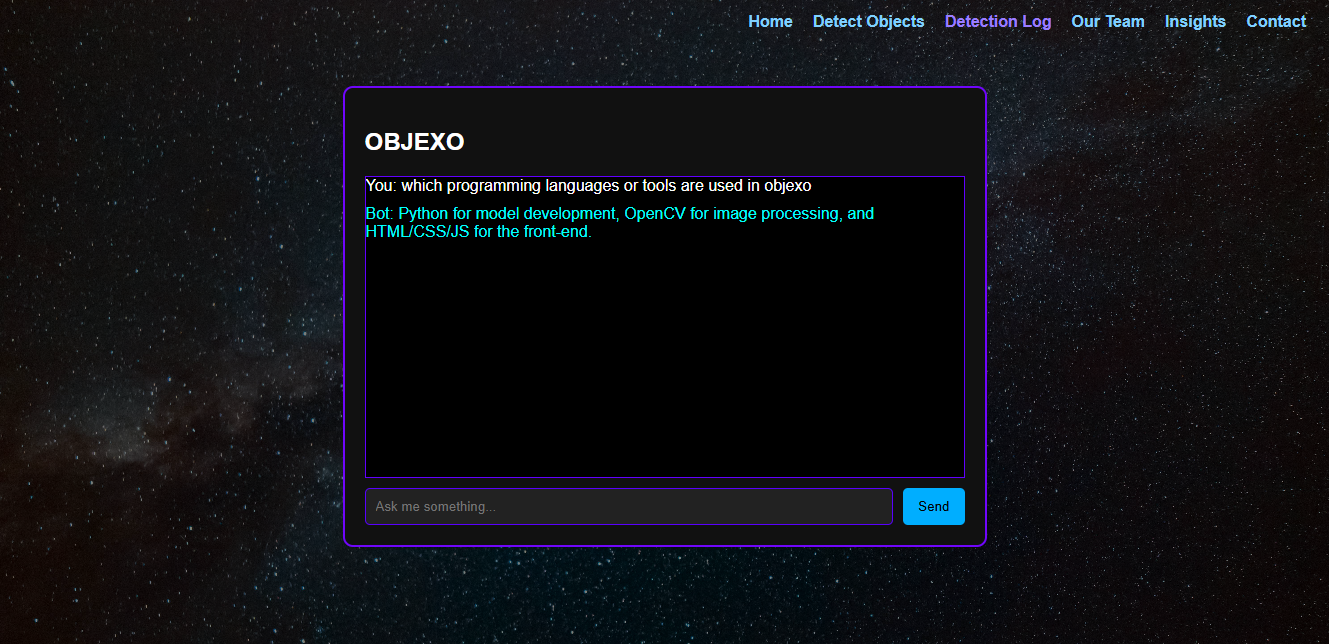 Home Detect Objects Detection Log Our Team Insights Contact
OBJEXO
You: which programming languages or tools are used in objexo
Bot: Python for model development, OpenCV for image processing, and
HTML/CSS/JS for the front-end.
Ask me something... Send